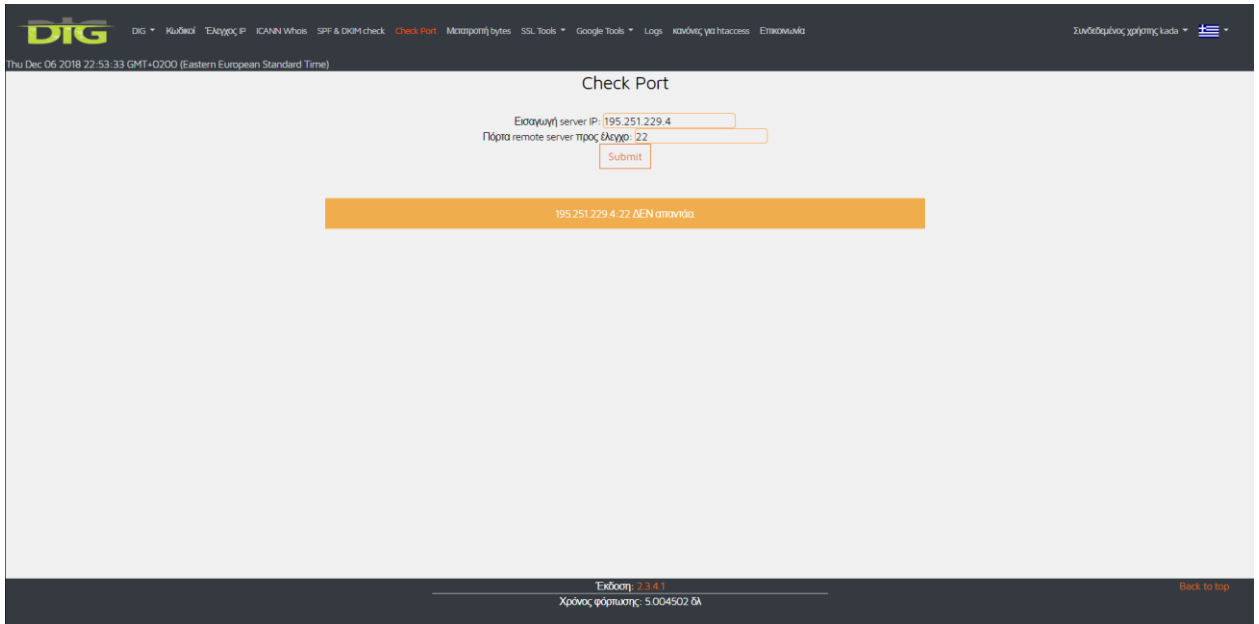 DIG
DIG Κωδικοί Έλεγχος IP ICANN Whois SPF & DKIM check Check Port Μετατροπή bytes SSL Tools Google Tools Logs κανόνες για htaccess Επικοινωνία Συνδεδεμένος χρήστης kada
Thu Dec 06 2018 22:53:33 GMT+0200 (Eastern European Standard Time)
Check Port
Εισαγωγή server IP: 195.251.229.4
Πόρτα remote server προς έλεγχο: 22
Submit
195.251.229.4:22 ΔΕΝ απαντάει.
Έκδοση: 2.3.4.1 Back to top
Χρόνος φόρτωσης: 5.004502 δλ